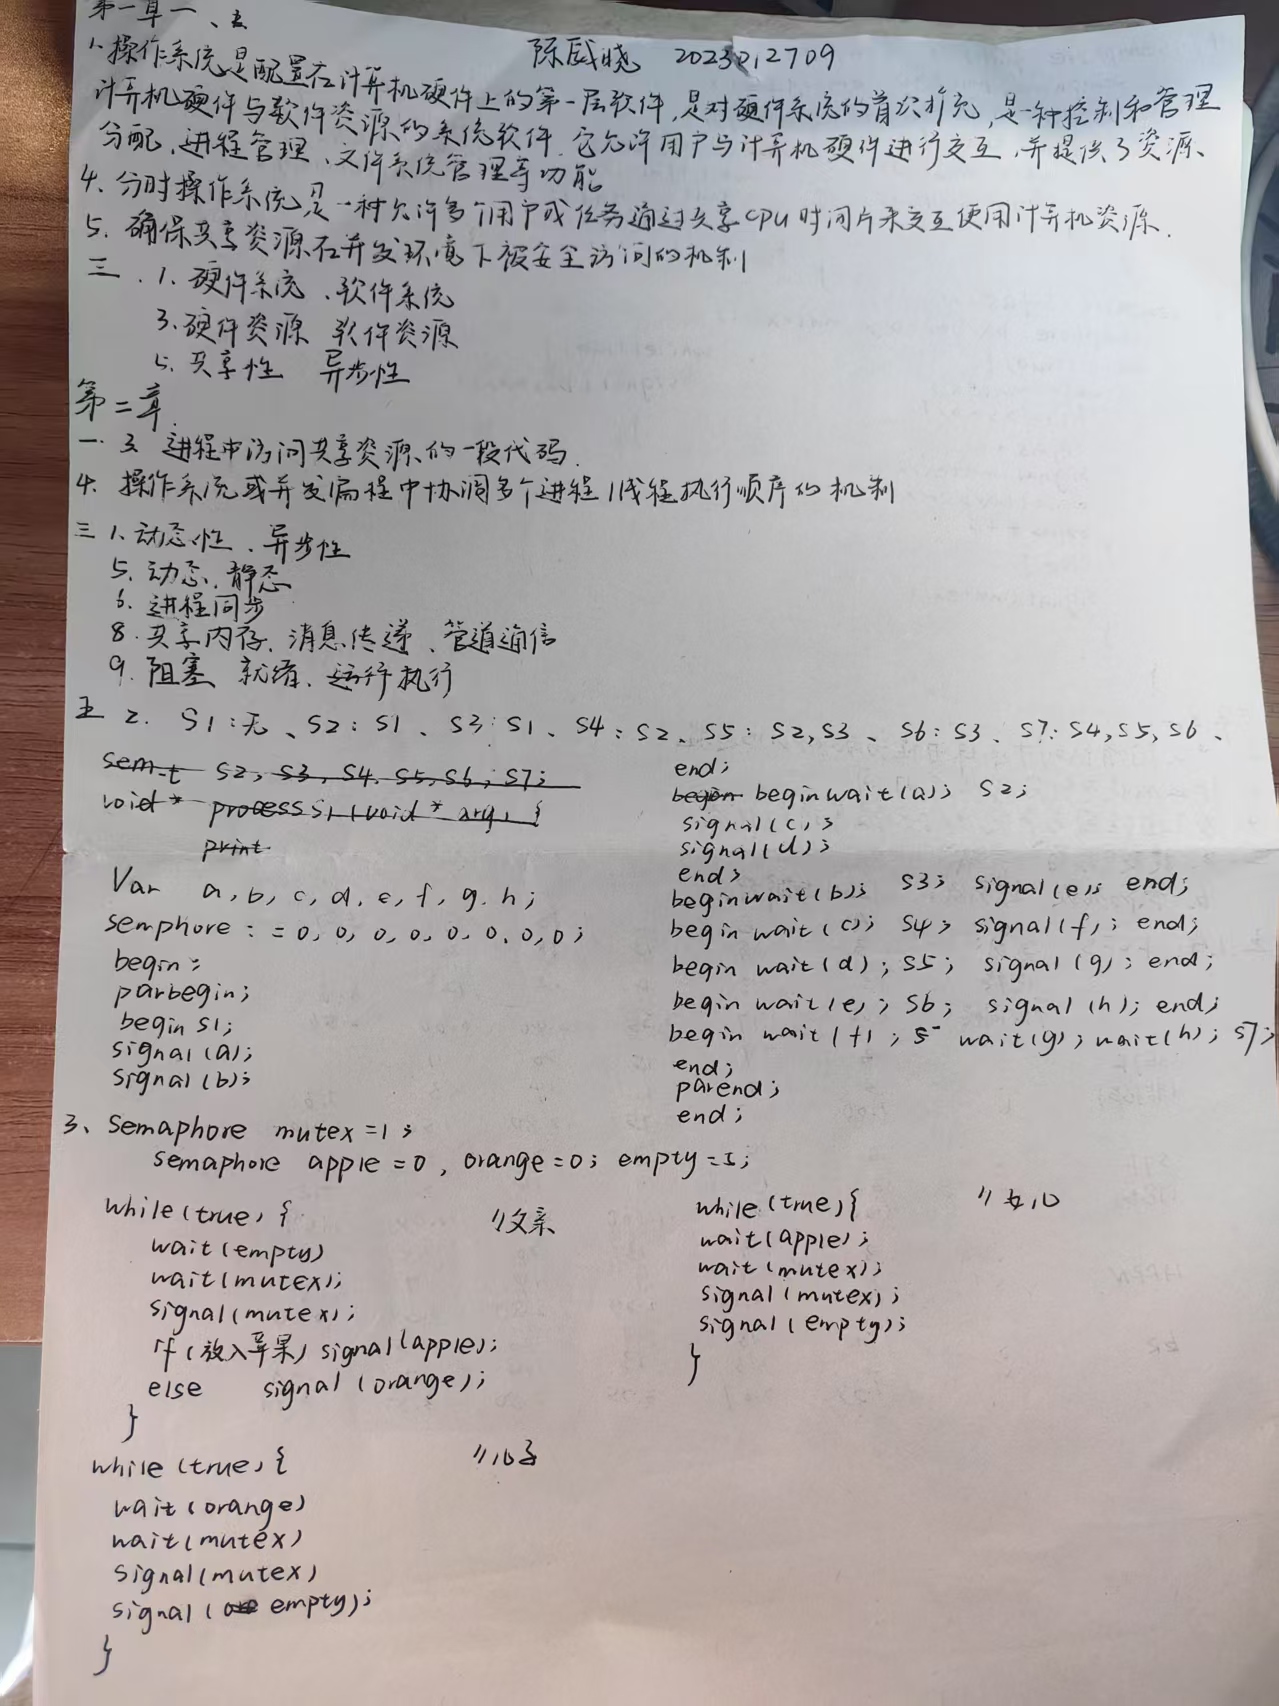 第一章一、
陈威晓 2023012709
1、操作系统是配置在计算机硬件上的第一层软件,是对硬件系统的首次扩充,是一种控制和管理
计算机硬件与软件资源的系统软件.它允许用户与计算机硬件进行交互,并提供了资源、
分配、进程管理、文件系统管理等功能
4、分时操作系统是一种允许多个用户或任务通过共享CPU时间片来交互使用计算机资源.
5、确保共享资源在并发环境下被安全访问的机制
三、1、硬件系统、软件系统
3、硬件资源 软件资源
5、共享性 异步性
第二章.
一、3 进程中访问共享资源的一段代码.
4、操作系统或并发编程中协调多个进程/线程执行顺序的机制
三 1、动态性、异步性
5、动态、静态
6、进程同步
8、共享内存、消息传递、管道通信
9、阻塞 就绪、运行执行
五 2. S1:无、S2:S1、S3:S1、S4:S2、S5:S2,S3、S6:S3、S7:S4,S5,S6、
sem_t S2,S3,S4,S5,S6,S7;
void* processS1(void* arg) {
print
Var a,b,c,d,e,f,g,h;
semphore:=0,0,0,0,0,0,0,0;
begin:
parbegin;
begin S1;
signal(a);
signal(b);
end;
begin wait(a); S2;
signal(c);
signal(d);
end;
begin wait(b); S3; signal(e); end;
begin wait(c); S4; signal(f); end;
begin wait(d); S5; signal(g); end;
begin wait(e); S6; signal(h); end;
begin wait(f); wait(g); wait(h); S7;
end;
parend;
end;
3、Semaphore mutex=1;
semaphore apple=0, orange=0; empty=1;
while(true){ //父亲
wait(empty)
wait(mutex);
signal(mutex);
if(放入苹果) signal(apple);
else signal(orange);
}
while(true){ //女儿
wait(apple);
wait(mutex);
signal(mutex);
signal(empty);
}
while(true){ //儿子
wait(orange)
wait(mutex)
signal(mutex)
signal(empty);
}